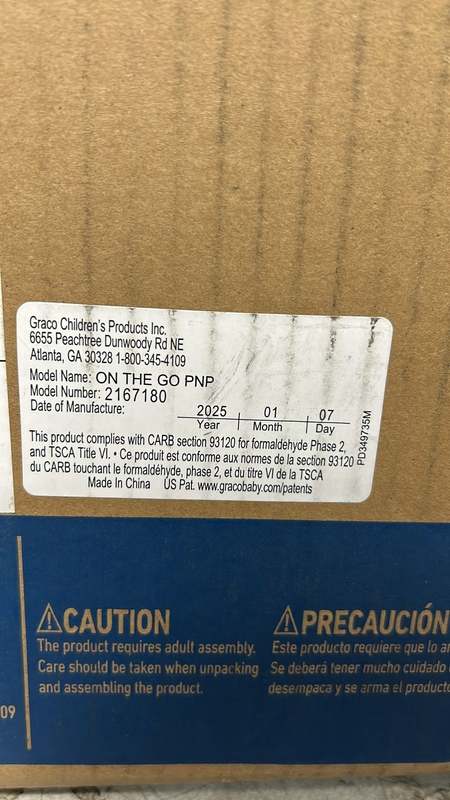 Graco Children's Products Inc.
6655 Peachtree Dunwoody Rd NE
Atlanta, GA 30328 1-800-345-4109
Model Name: ON THE GO PNP
Model Number: 2167180
Date of Manufacture: 2025 01 07
Year Month Day
This product complies with CARB section 93120 for formaldehyde Phase 2,
and TSCA Title VI. • Ce produit est conforme aux normes de la section 93120
du CARB touchant le formaldéhyde, phase 2, et du titre VI de la TSCA
Made In China US Pat. www.gracobaby.com/patents
PD349735M
⚠CAUTION
The product requires adult assembly.
Care should be taken when unpacking
and assembling the product.
⚠PRECAUCIÓN
Este producto requiere que lo
Se deberá tener mucho cuidado
desempaca y se arma el producto
09